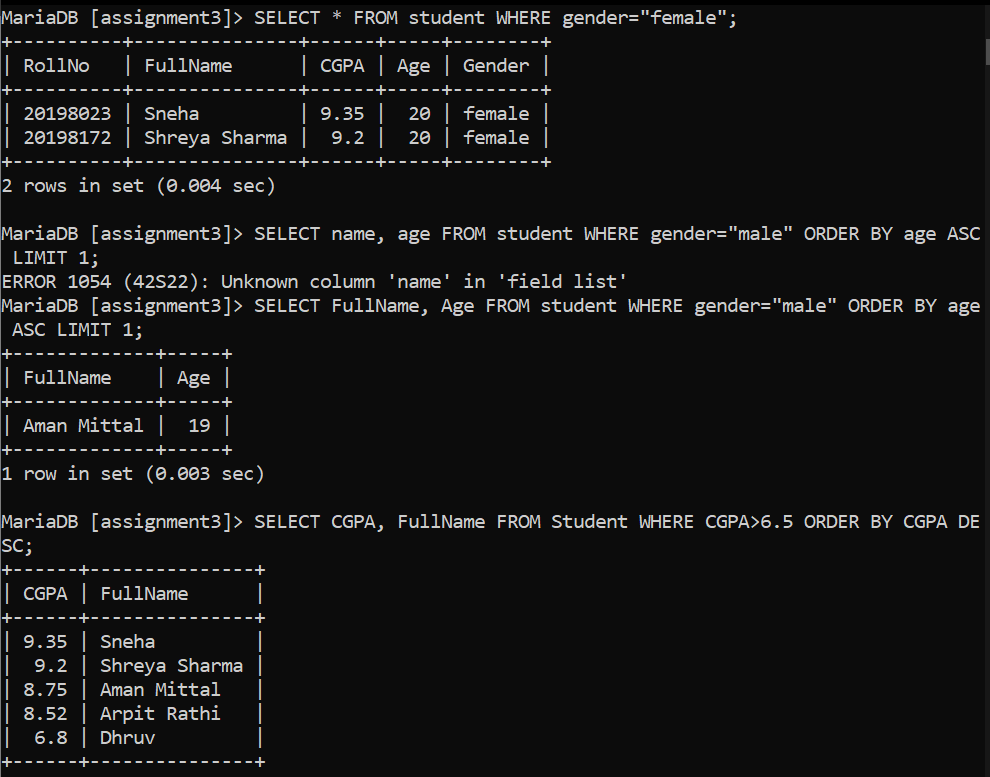 MariaDB [assignment3]> SELECT * FROM student WHERE gender="female";
+----------+---------------+------+-----+--------+
| RollNo   | FullName      | CGPA | Age | Gender |
+----------+---------------+------+-----+--------+
| 20198023 | Sneha         | 9.35 |  20 | female |
| 20198172 | Shreya Sharma |  9.2 |  20 | female |
+----------+---------------+------+-----+--------+
2 rows in set (0.004 sec)

MariaDB [assignment3]> SELECT name, age FROM student WHERE gender="male" ORDER BY age ASC
 LIMIT 1;
ERROR 1054 (42S22): Unknown column 'name' in 'field list'
MariaDB [assignment3]> SELECT FullName, Age FROM student WHERE gender="male" ORDER BY age
 ASC LIMIT 1;
+-------------+-----+
| FullName    | Age |
+-------------+-----+
| Aman Mittal |  19 |
+-------------+-----+
1 row in set (0.003 sec)

MariaDB [assignment3]> SELECT CGPA, FullName FROM Student WHERE CGPA>6.5 ORDER BY CGPA DE
SC;
+------+---------------+
| CGPA | FullName      |
+------+---------------+
| 9.35 | Sneha         |
|  9.2 | Shreya Sharma |
| 8.75 | Aman Mittal   |
| 8.52 | Arpit Rathi   |
|  6.8 | Dhruv         |
+------+---------------+